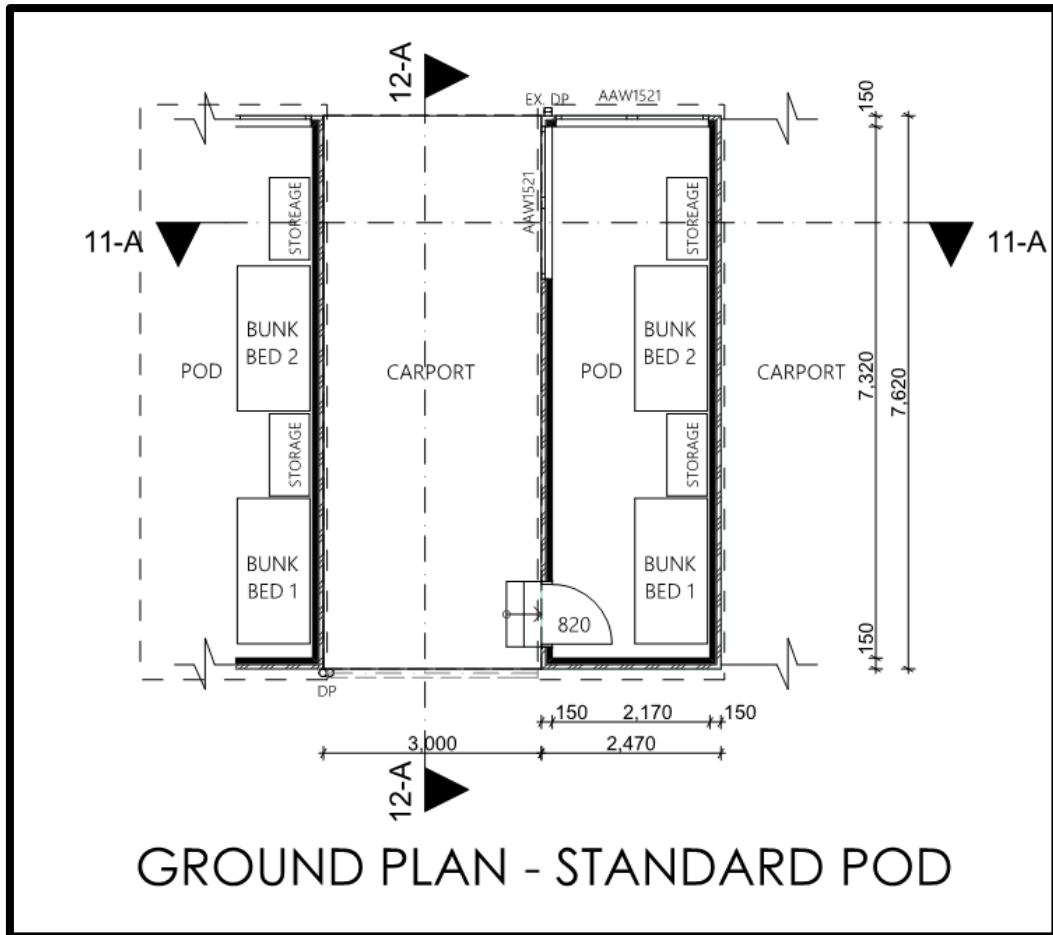 12-A
EX. DP
AAW1521
150
AAW1521
STOREAGE
STOREAGE
11-A
11-A
BUNK
BED 2
BUNK
BED 2
POD
CARPORT
POD
CARPORT
7,320
7,620
STORAGE
STORAGE
BUNK
BED 1
BUNK
BED 1
820
150
DP
150
2,170
150
3,000
2,470
12-A
GROUND PLAN - STANDARD POD